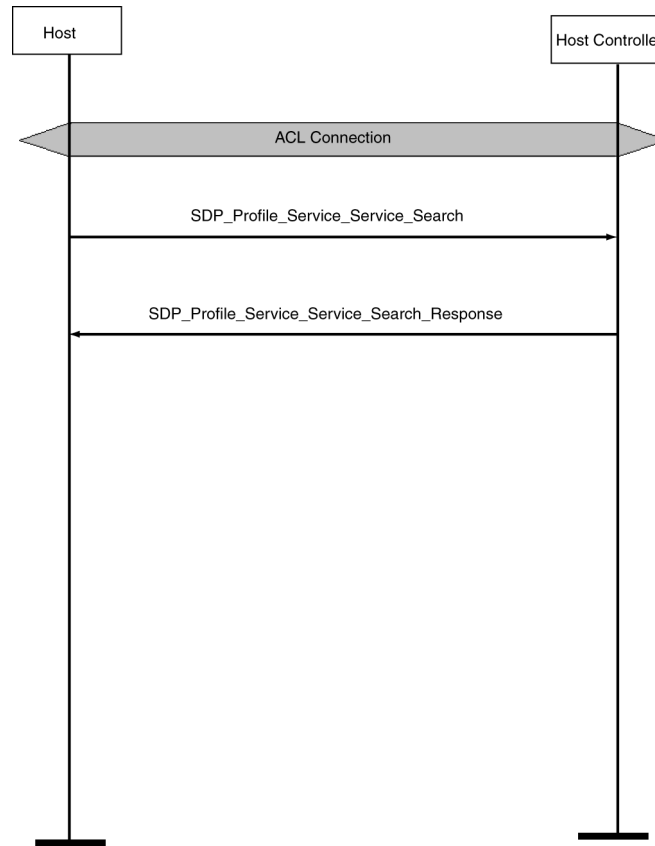 Host
Host Controlle
ACL Connection
SDP_Profile_Service_Service_Search
SDP_Profile_Service_Service_Search_Response